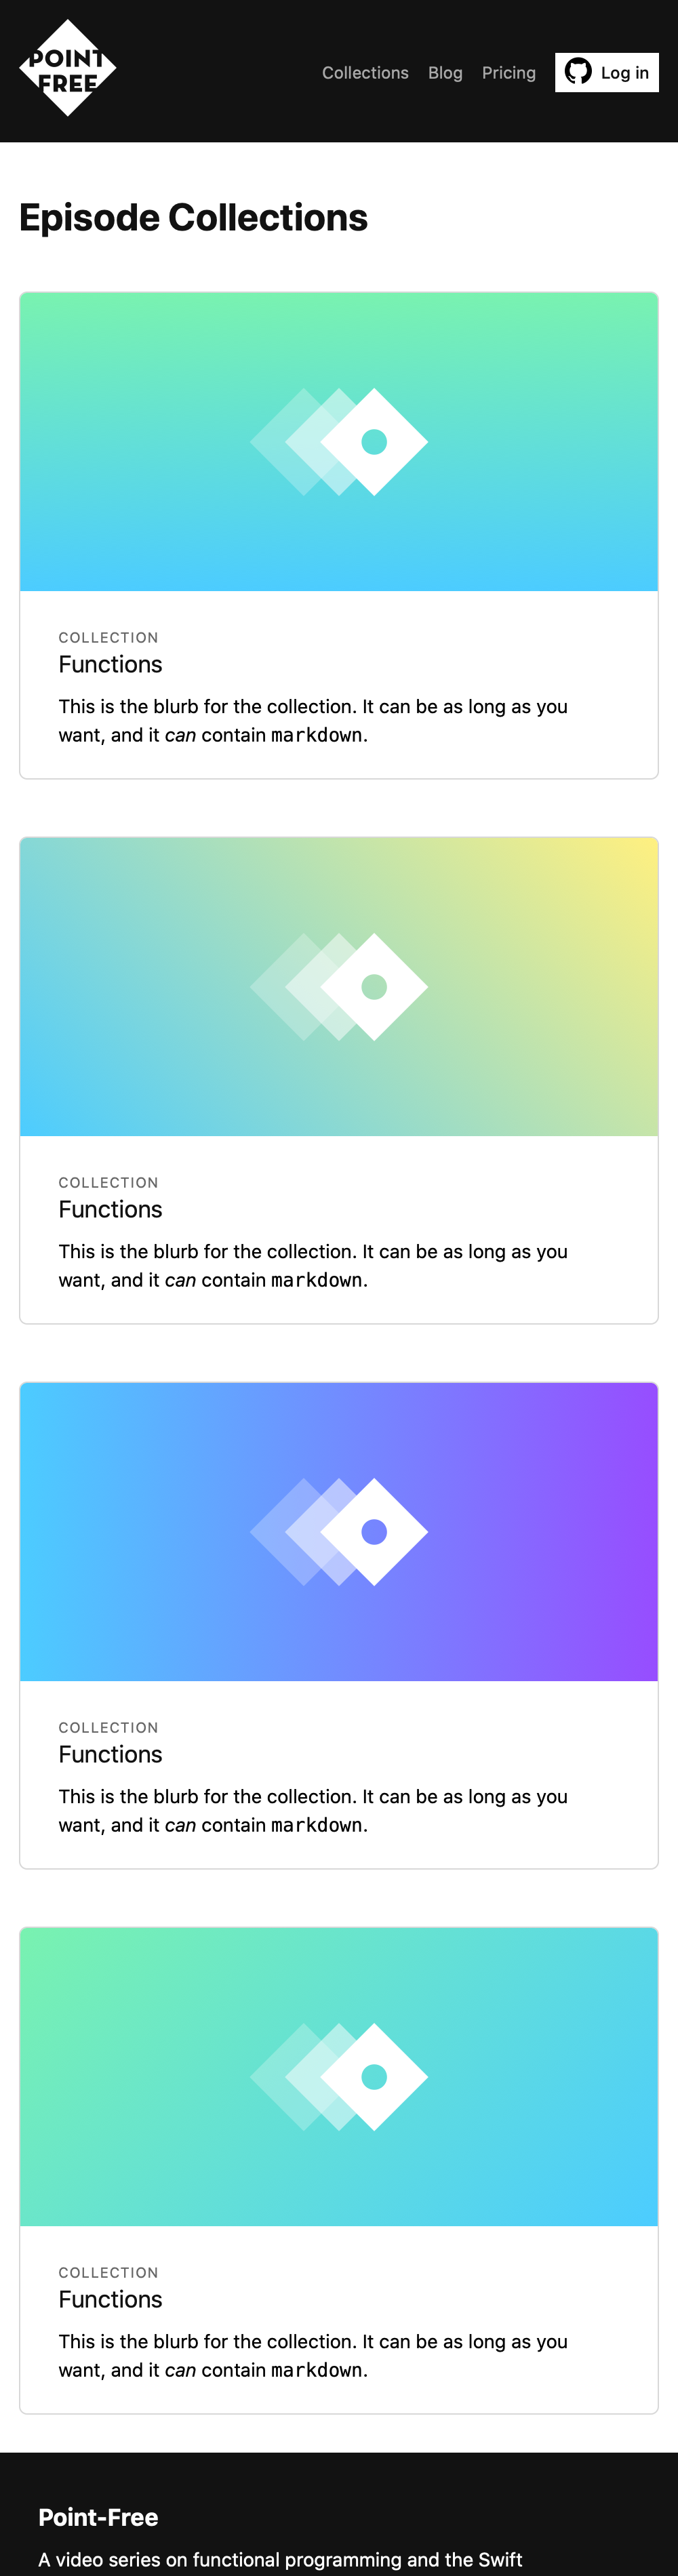 POINT
FREE
Collections Blog Pricing Log in
Episode Collections
COLLECTION
Functions
This is the blurb for the collection. It can be as long as you
want, and it can contain markdown.
COLLECTION
Functions
This is the blurb for the collection. It can be as long as you
want, and it can contain markdown.
COLLECTION
Functions
This is the blurb for the collection. It can be as long as you
want, and it can contain markdown.
COLLECTION
Functions
This is the blurb for the collection. It can be as long as you
want, and it can contain markdown.
Point-Free
A video series on functional programming and the Swift